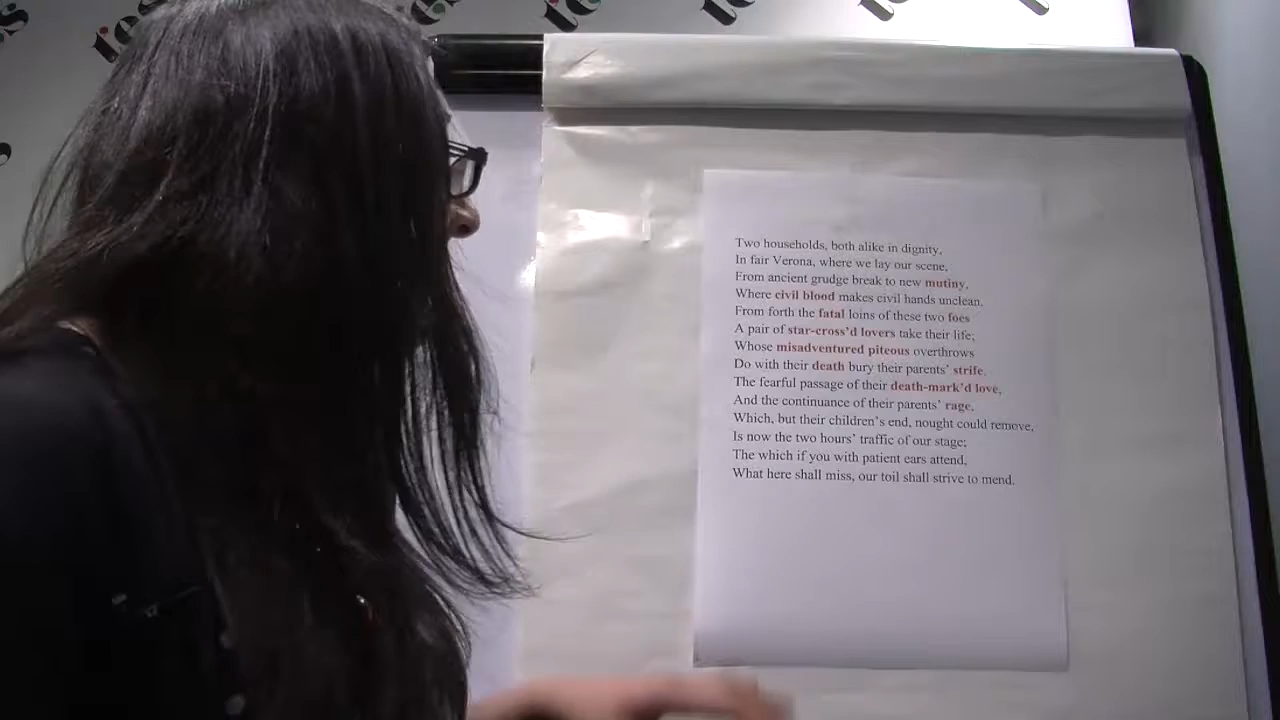 tes
tes
tes
tes
Two households, both alike in dignity,
In fair Verona, where we lay our scene,
From ancient grudge break to new mutiny,
Where civil blood makes civil hands unclean.
From forth the fatal loins of these two foes
A pair of star-cross’d lovers take their life;
Whose misadventured piteous overthrows
Do with their death bury their parents’ strife.
The fearful passage of their death-mark’d love,
And the continuance of their parents’ rage,
Which, but their children’s end, nought could remove,
Is now the two hours’ traffic of our stage;
The which if you with patient ears attend,
What here shall miss, our toil shall strive to mend.